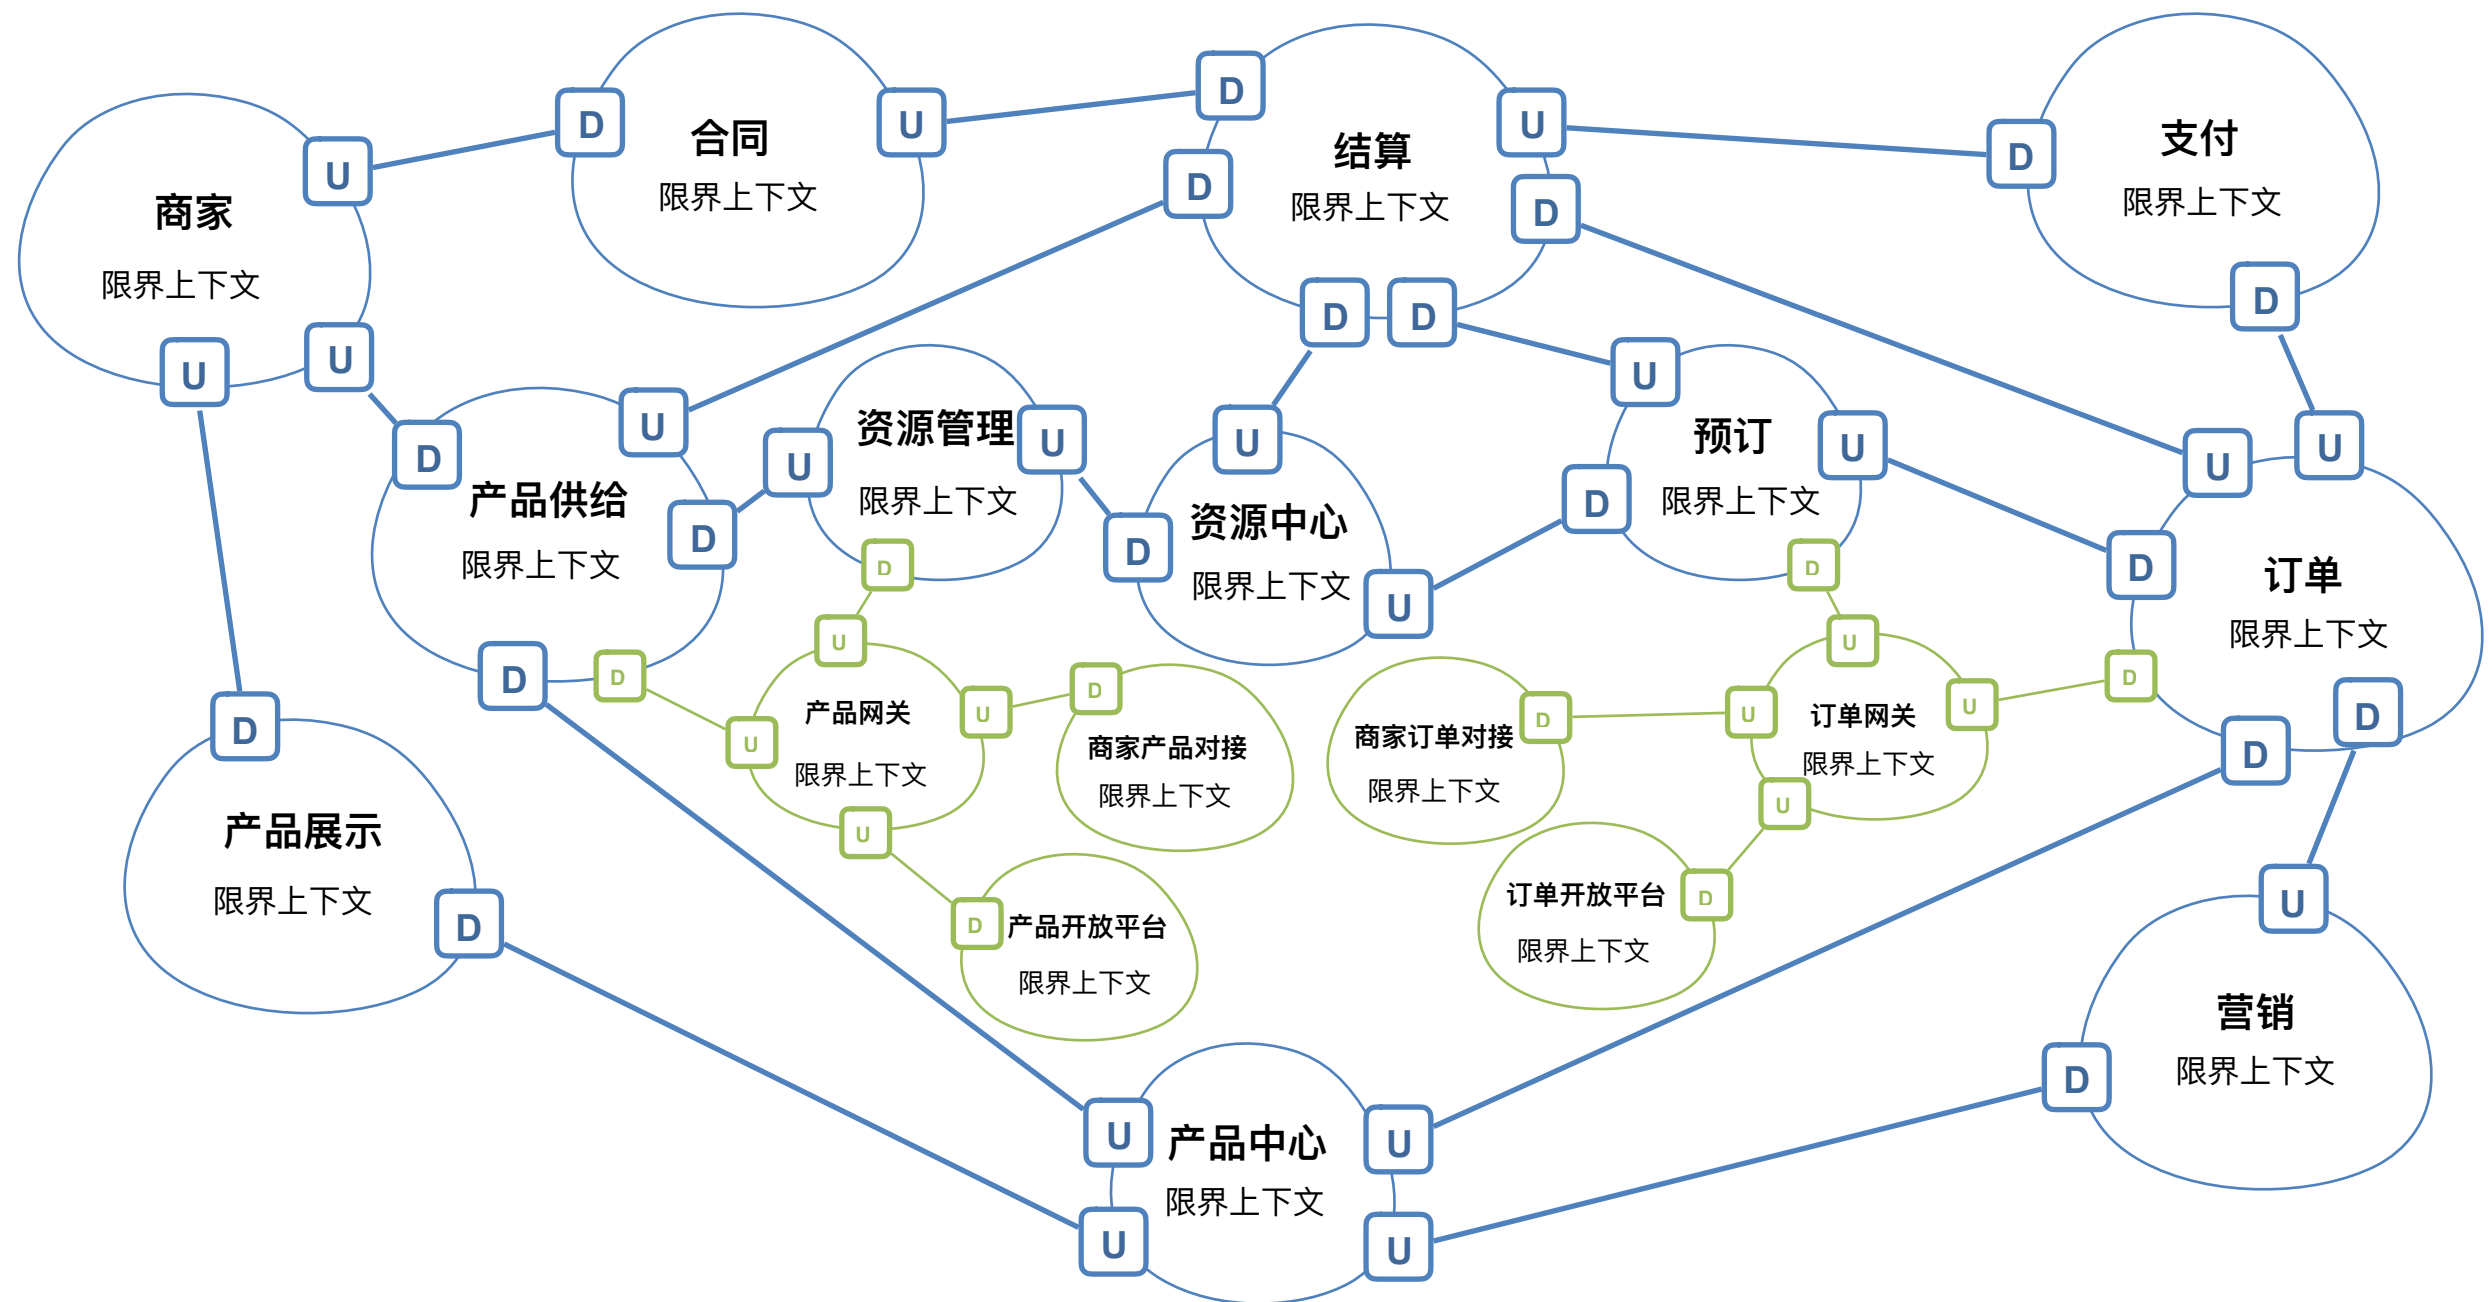 商家
限界上下文
U
U
U
D
合同
限界上下文
U
D
D
结算
限界上下文
U
D
D
D
D
支付
限界上下文
D
D
产品供给
限界上下文
U
D
D
D
U
资源管理
限界上下文
U
D
U
D
资源中心
限界上下文
U
U
D
预订
限界上下文
U
D
U
U
D
订单
限界上下文
D
D
D
D
产品展示
限界上下文
D
U
U
产品网关
限界上下文
U
U
D
商家产品对接
限界上下文
D
产品开放平台
限界上下文
商家订单对接
限界上下文
D
U
U
订单网关
限界上下文
U
U
订单开放平台
限界上下文
D
U
U
产品中心
限界上下文
U
U
U
D
营销
限界上下文